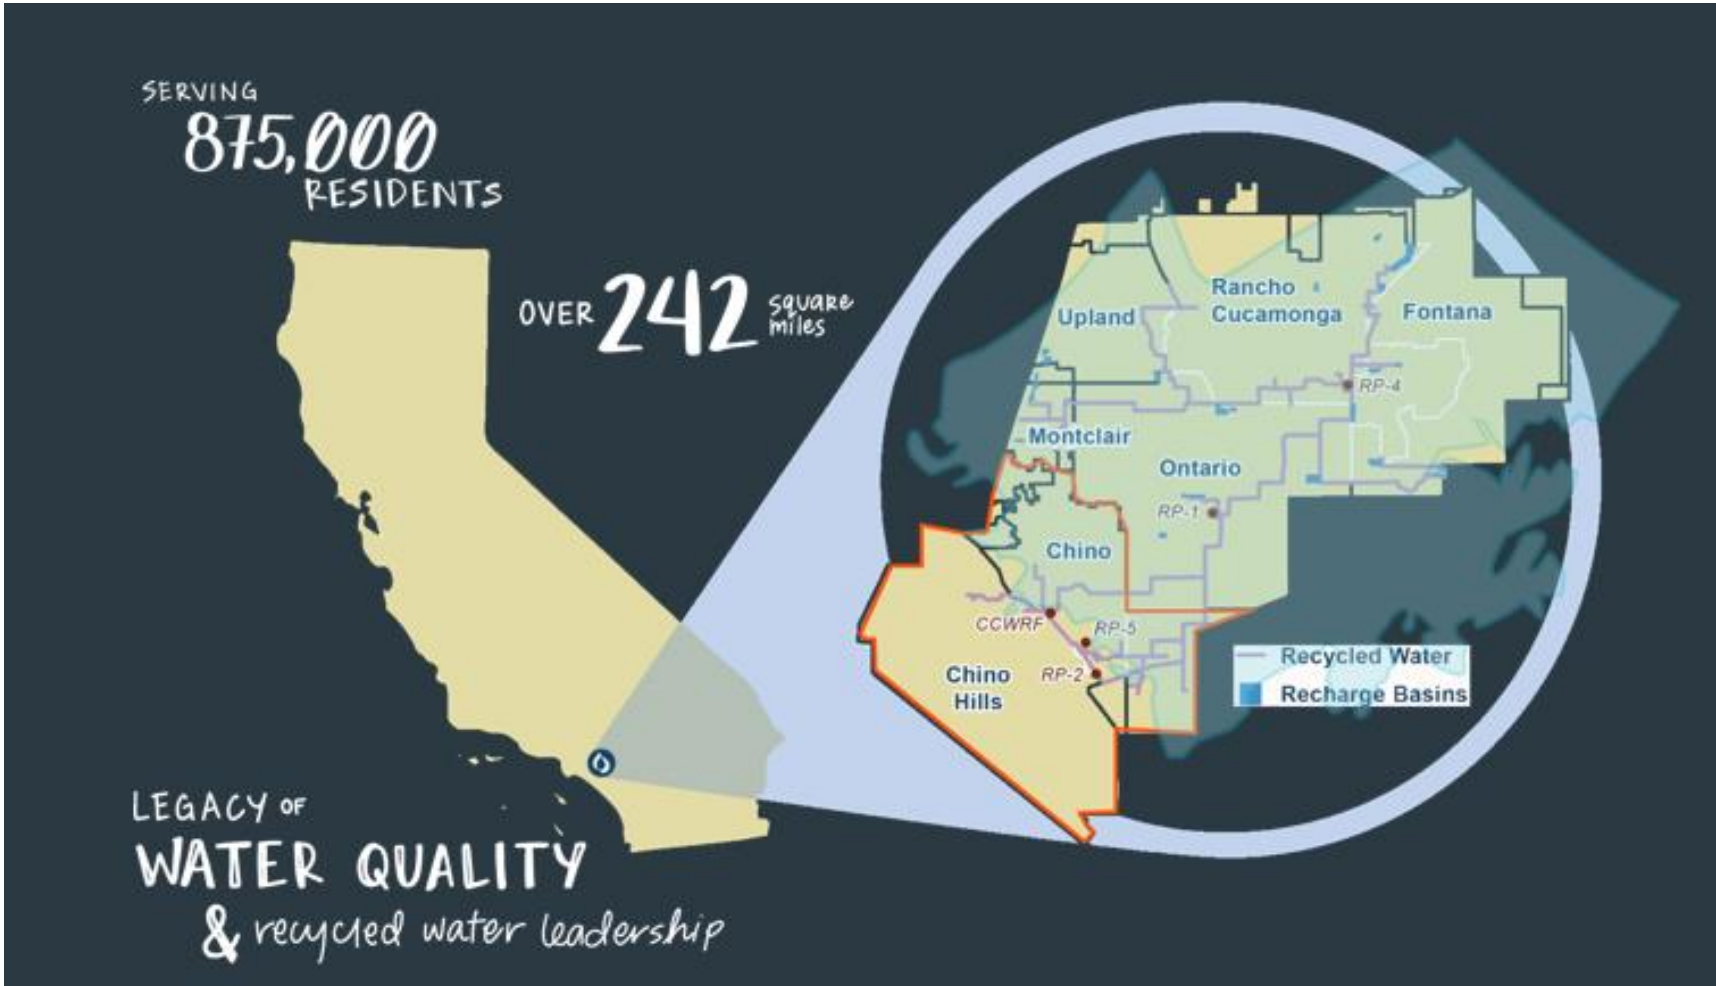 SERVING
875,000
RESIDENTS
OVER 242 square
miles
LEGACY OF
WATER QUALITY
& recycled water leadership
Upland
Rancho
Cucamonga
Fontana
RP-4
Montclair
Ontario
RP-1
Chino
CCWRF
RP-5
RP-2
Chino
Hills
Recycled Water
Recharge Basins